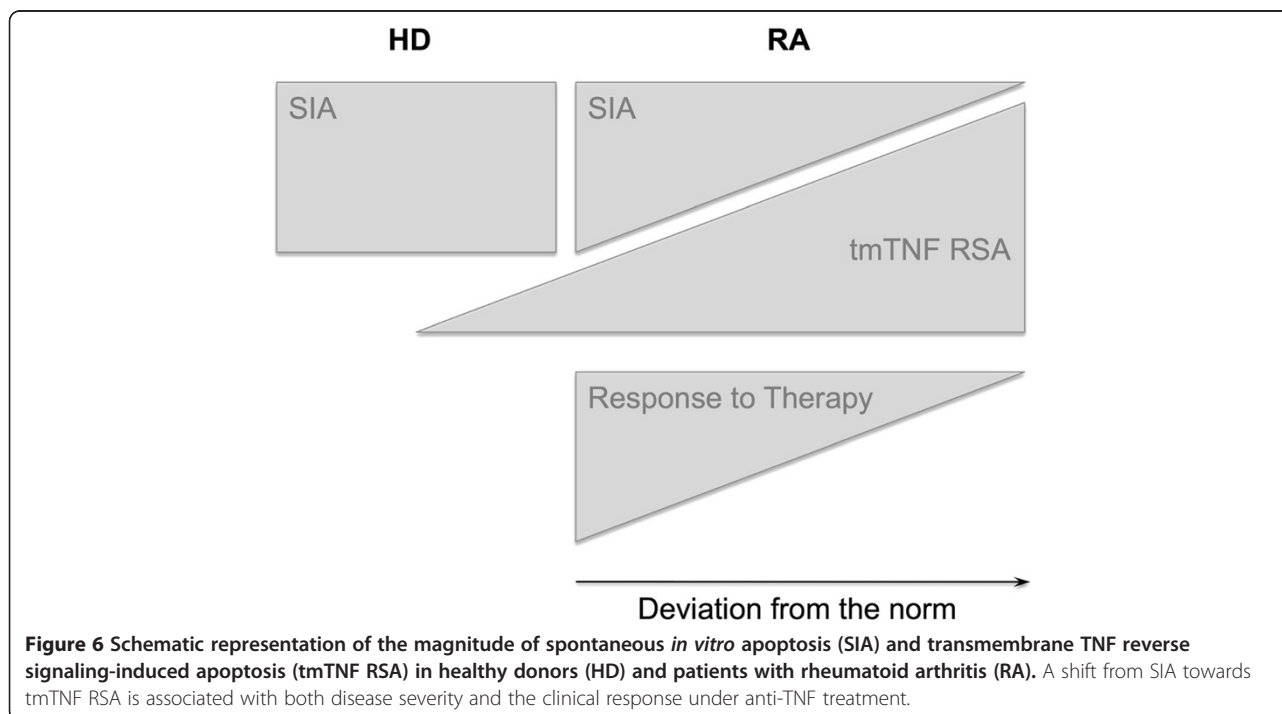 HD
RA
SIA
SIA
tmTNF RSA
Response to Therapy
Deviation from the norm
Figure 6 Schematic representation of the magnitude of spontaneous in vitro apoptosis (SIA) and transmembrane TNF reverse
signaling-induced apoptosis (tmTNF RSA) in healthy donors (HD) and patients with rheumatoid arthritis (RA). A shift from SIA towards
tmTNF RSA is associated with both disease severity and the clinical response under anti-TNF treatment.